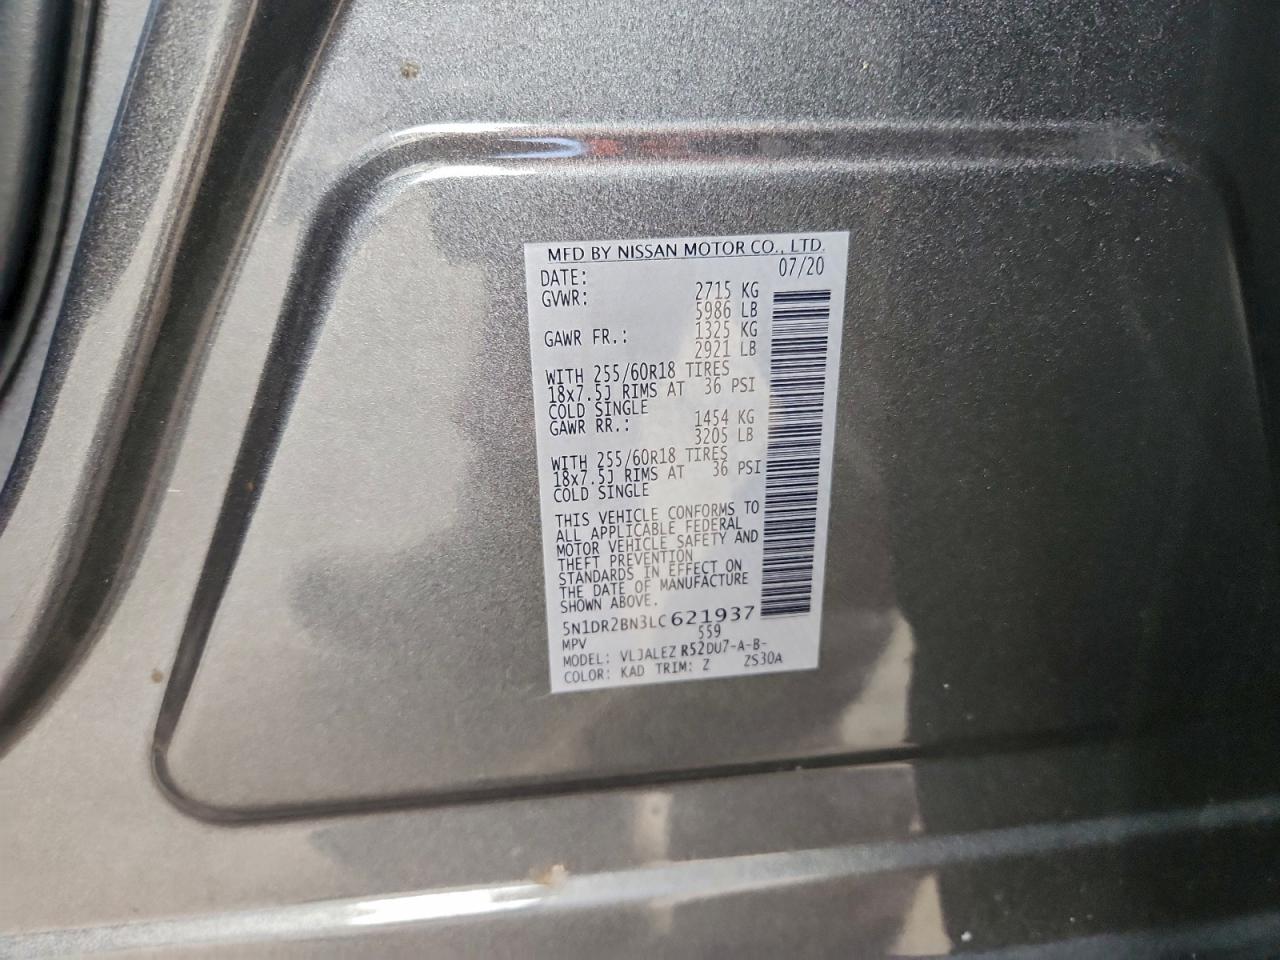 MFD BY NISSAN MOTOR CO., LTD.
DATE: 07/20
GVWR: 2715 KG
5986 LB
GAWR FR.: 1325 KG
2921 LB
WITH 255/60R18 TIRES
18x7.5J RIMS AT 36 PSI
COLD SINGLE
GAWR RR.: 1454 KG
3205 LB
WITH 255/60R18 TIRES
18x7.5J RIMS AT 36 PSI
COLD SINGLE
THIS VEHICLE CONFORMS TO
ALL APPLICABLE FEDERAL
MOTOR VEHICLE SAFETY AND
THEFT PREVENTION
STANDARDS IN EFFECT ON
THE DATE OF MANUFACTURE
SHOWN ABOVE.
5N1DR2BN3LC621937
MPV 559
MODEL: VLJALEZ R52DU7-A-B-
COLOR: KAD TRIM: Z ZS30A